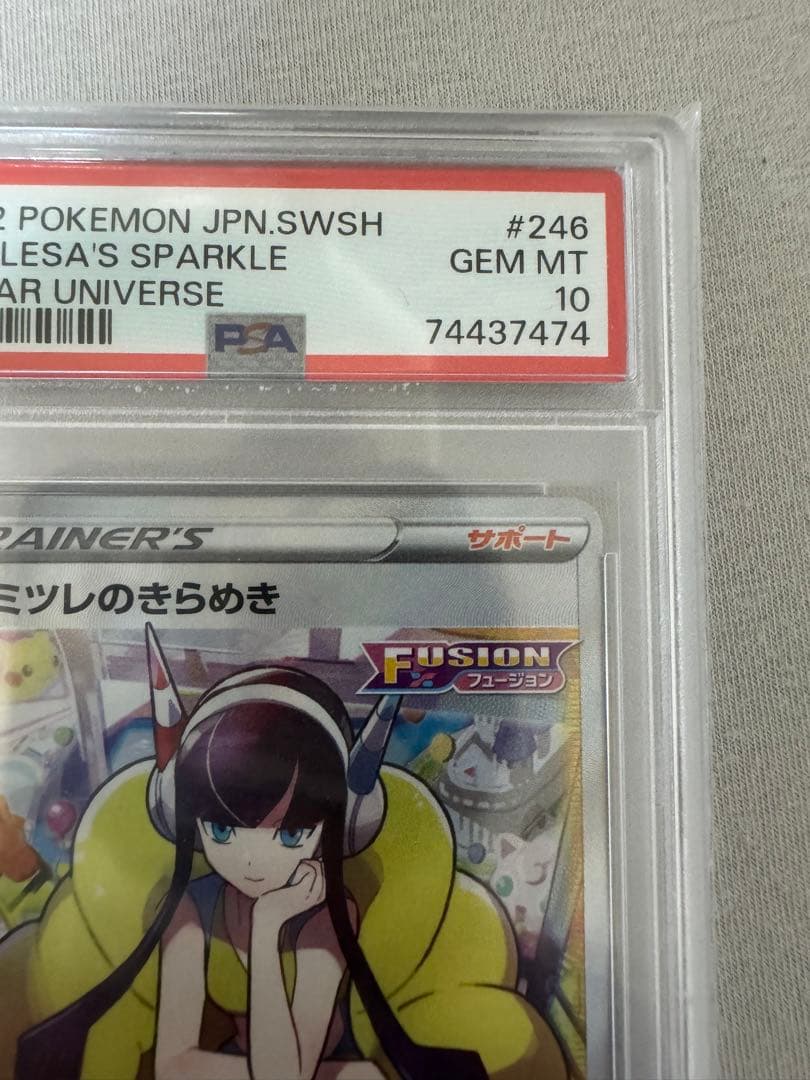 2 POKEMON JPN.SWSH #246
LESA'S SPARKLE GEM MT
AR UNIVERSE 10
PSA 74437474
RAINER'S サポート
ミツレのきらめき
FUSION
フュージョン